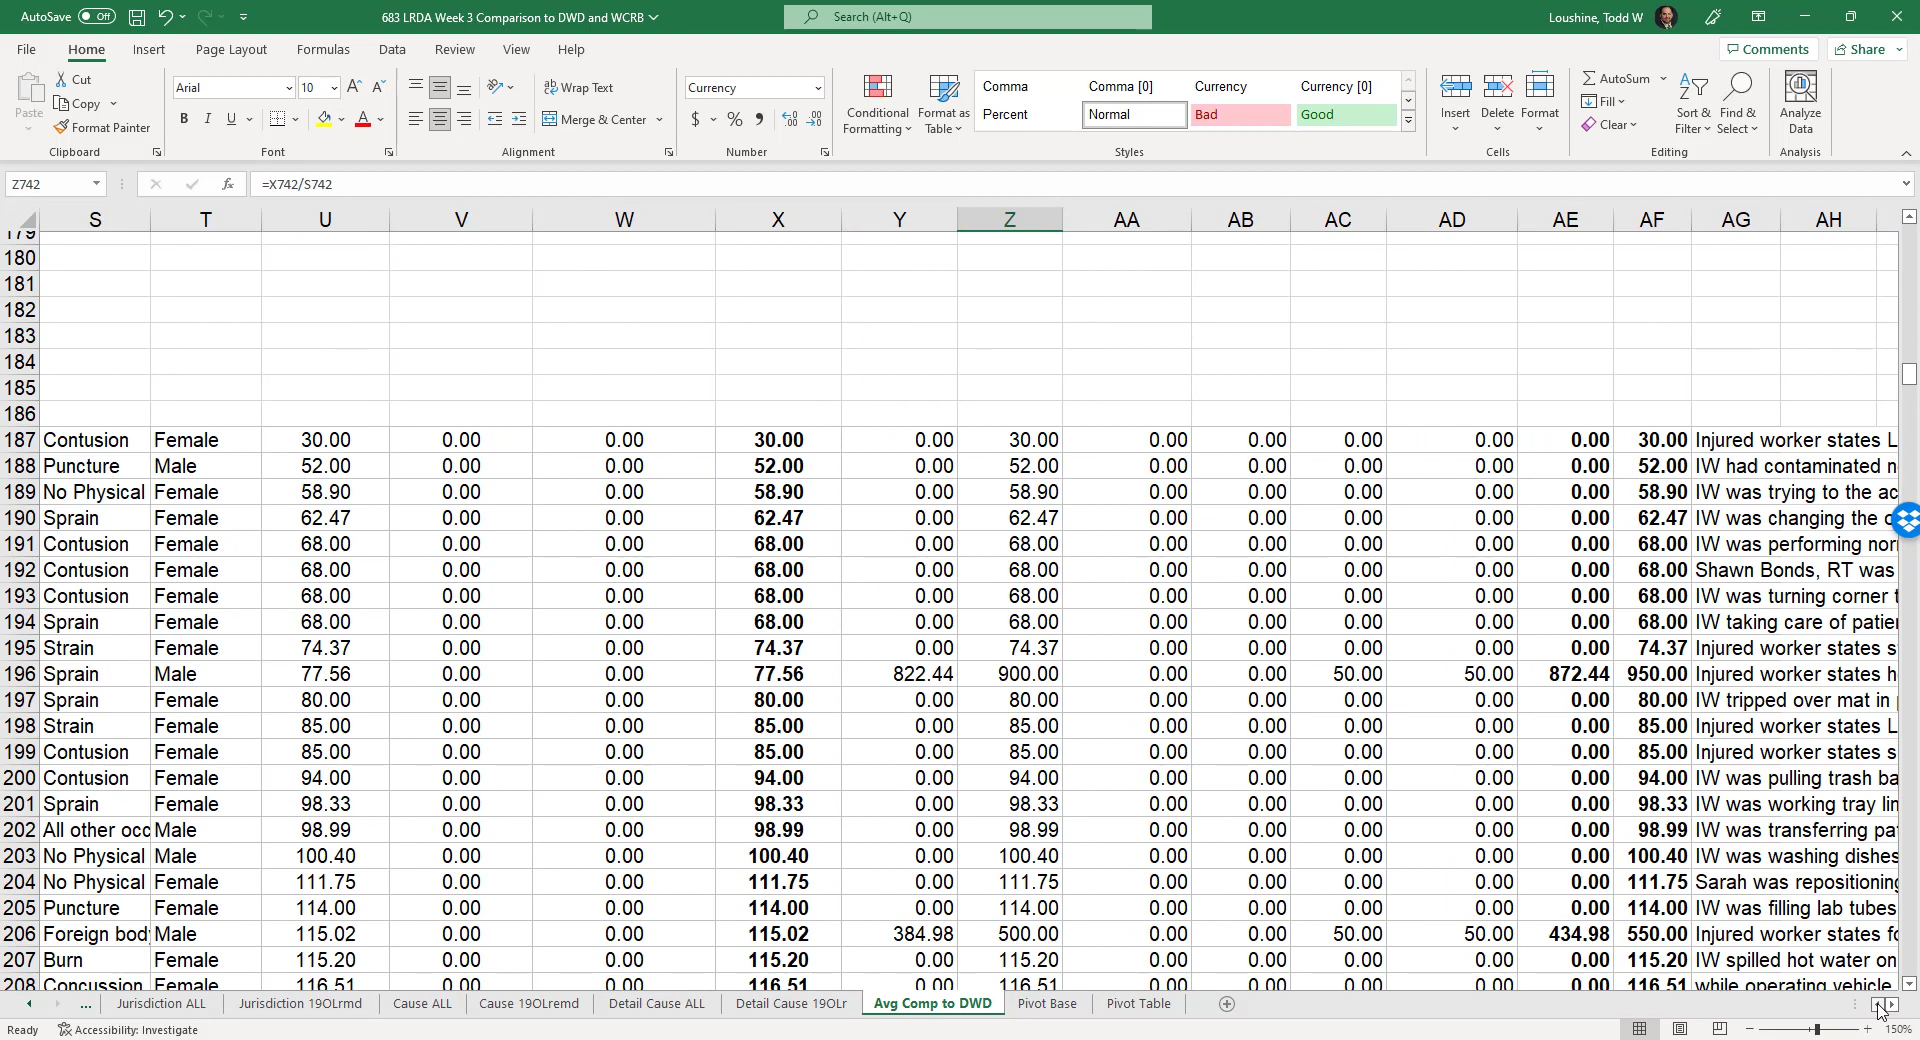 AutoSave Off 683 LRDA Week 3 Comparison to DWD and WCRB Search (Alt+Q) Loushine, Todd W
File Home Insert Page Layout Formulas Data Review View Help Comments Share
Paste Cut Copy Format Painter
Arial 10 Wrap Text Merge & Center Currency
B I U $ % 9
Conditional Formatting Format as Table
Comma Comma [0] Currency Currency [0]
Percent Normal Bad Good
Insert Delete Format
AutoSum Fill Clear Sort & Filter Find & Select Analyze Data
Clipboard Font Alignment Number Styles Cells Editing Analysis
Z742 fx =X742/S742
S T U V W X Y Z AA AB AC AD AE AF AG AH
179
180
181
182
183
184
185
186
187 Contusion Female 30.00 0.00 0.00 30.00 0.00 30.00 0.00 0.00 0.00 0.00 0.00 30.00 Injured worker states L
188 Puncture Male 52.00 0.00 0.00 52.00 0.00 52.00 0.00 0.00 0.00 0.00 0.00 52.00 IW had contaminated n
189 No Physical Female 58.90 0.00 0.00 58.90 0.00 58.90 0.00 0.00 0.00 0.00 0.00 58.90 IW was trying to the ac
190 Sprain Female 62.47 0.00 0.00 62.47 0.00 62.47 0.00 0.00 0.00 0.00 0.00 62.47 IW was changing the
191 Contusion Female 68.00 0.00 0.00 68.00 0.00 68.00 0.00 0.00 0.00 0.00 0.00 68.00 IW was performing nor
192 Contusion Female 68.00 0.00 0.00 68.00 0.00 68.00 0.00 0.00 0.00 0.00 0.00 68.00 Shawn Bonds, RT was
193 Contusion Female 68.00 0.00 0.00 68.00 0.00 68.00 0.00 0.00 0.00 0.00 0.00 68.00 IW was turning corner t
194 Sprain Female 68.00 0.00 0.00 68.00 0.00 68.00 0.00 0.00 0.00 0.00 0.00 68.00 IW taking care of patie
195 Strain Female 74.37 0.00 0.00 74.37 0.00 74.37 0.00 0.00 0.00 0.00 0.00 74.37 Injured worker states s
196 Sprain Male 77.56 0.00 0.00 77.56 822.44 900.00 0.00 0.00 50.00 50.00 872.44 950.00 Injured worker states h
197 Sprain Female 80.00 0.00 0.00 80.00 0.00 80.00 0.00 0.00 0.00 0.00 0.00 80.00 IW tripped over mat in
198 Strain Female 85.00 0.00 0.00 85.00 0.00 85.00 0.00 0.00 0.00 0.00 0.00 85.00 Injured worker states L
199 Contusion Female 85.00 0.00 0.00 85.00 0.00 85.00 0.00 0.00 0.00 0.00 0.00 85.00 Injured worker states s
200 Contusion Female 94.00 0.00 0.00 94.00 0.00 94.00 0.00 0.00 0.00 0.00 0.00 94.00 IW was pulling trash ba
201 Sprain Female 98.33 0.00 0.00 98.33 0.00 98.33 0.00 0.00 0.00 0.00 0.00 98.33 IW was working tray lin
202 All other occ Male 98.99 0.00 0.00 98.99 0.00 98.99 0.00 0.00 0.00 0.00 0.00 98.99 IW was transferring pa
203 No Physical Male 100.40 0.00 0.00 100.40 0.00 100.40 0.00 0.00 0.00 0.00 0.00 100.40 IW was washing dishes
204 No Physical Female 111.75 0.00 0.00 111.75 0.00 111.75 0.00 0.00 0.00 0.00 0.00 111.75 Sarah was repositioning
205 Puncture Female 114.00 0.00 0.00 114.00 0.00 114.00 0.00 0.00 0.00 0.00 0.00 114.00 IW was filling lab tubes
206 Foreign body Male 115.02 0.00 0.00 115.02 384.98 500.00 0.00 0.00 50.00 50.00 434.98 550.00 Injured worker states fo
207 Burn Female 115.20 0.00 0.00 115.20 0.00 115.20 0.00 0.00 0.00 0.00 0.00 115.20 IW spilled hot water on
208 Concussion Female 116.51 0.00 0.00 116.51 0.00 116.51 0.00 0.00 0.00 0.00 0.00 116.51 while operating vehicle
... Jurisdiction ALL Jurisdiction 19OLrmd Cause ALL Cause 19OLremd Detail Cause ALL Detail Cause 19OLr Avg Comp to DWD Pivot Base Pivot Table
Ready Accessibility: Investigate 150%